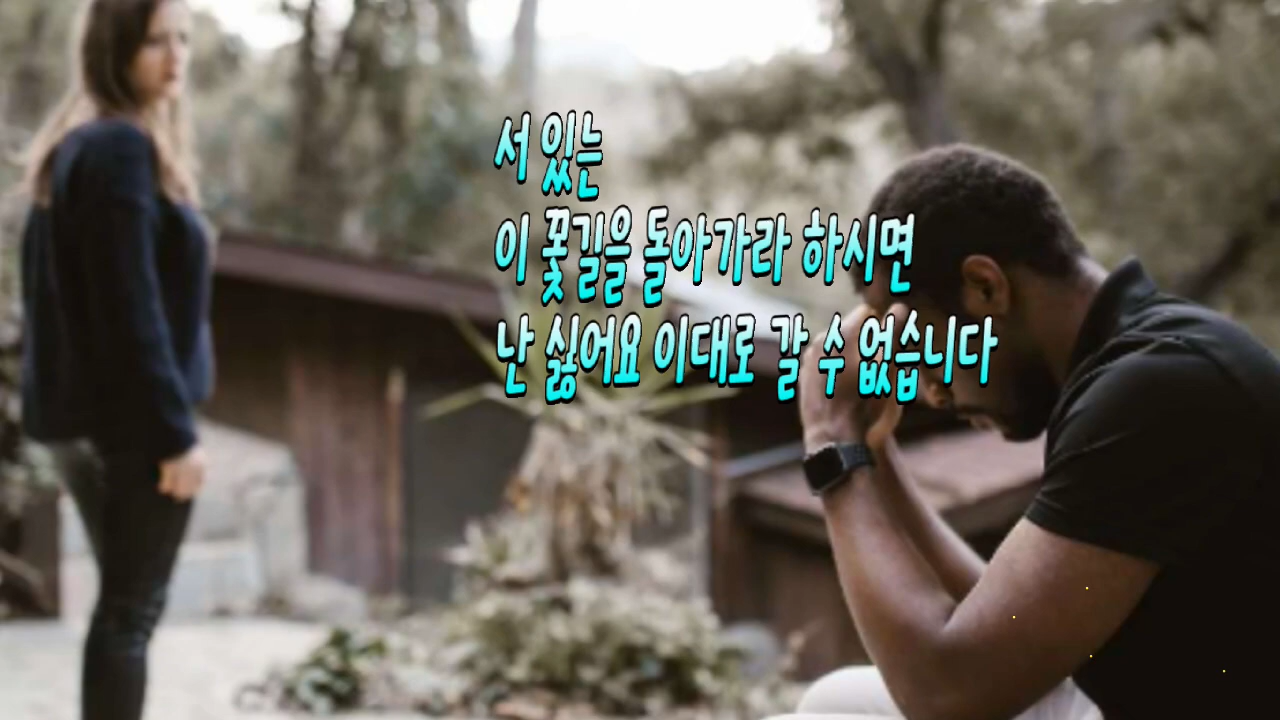 서 있는
이 꽃길을 돌아가라 하시면
난 싫어요 이대로 갈 수 없습니다